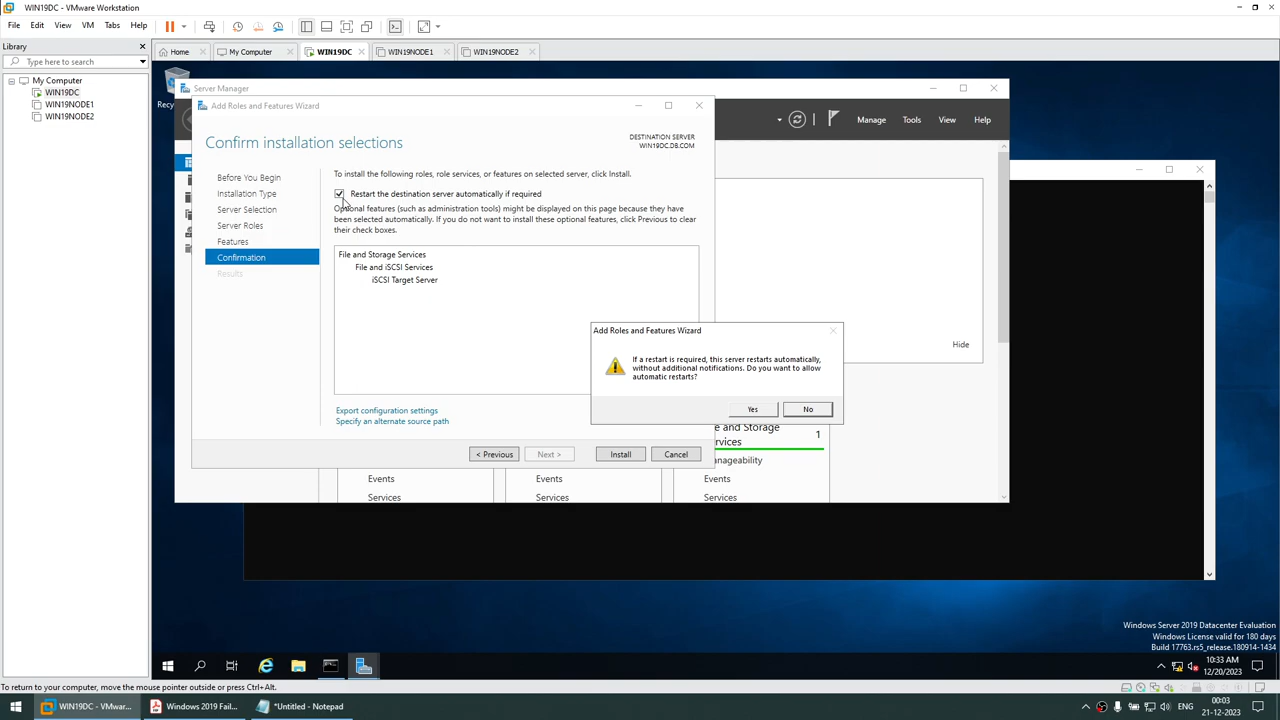 WIN19DC - VMware Workstation
File Edit View VM Tabs Help
Library
Type here to search
My Computer
WIN19DC
WIN19NODE1
WIN19NODE2
Home
My Computer
WIN19DC
WIN19NODE1
WIN19NODE2
Server Manager
Manage Tools View Help
Add Roles and Features Wizard
Confirm installation selections
DESTINATION SERVER
WIN19DC.DB.COM
Before You Begin
Installation Type
Server Selection
Server Roles
Features
Confirmation
Results
To install the following roles, role services, or features on selected server, click Install.
Restart the destination server automatically if required
Optional features (such as administration tools) might be displayed on this page because they have
been selected automatically. If you do not want to install these optional features, click Previous to clear
their check boxes.
File and Storage Services
File and iSCSI Services
iSCSI Target Server
Export configuration settings
Specify an alternate source path
< Previous
Next >
Install
Cancel
Add Roles and Features Wizard
If a restart is required, this server restarts automatically,
without additional notifications. Do you want to allow
automatic restarts?
Yes
No
Hide
and Storage
1
Events
Services
Events
Services
Events
Services
Windows Server 2019 Datacenter Evaluation
Windows License valid for 180 days
Build 17763.rs5_release.180914-1434
10:33 AM
12/20/2023
To return to your computer, move the mouse pointer outside or press Ctrl+Alt.
WIN19DC - VMware...
Windows 2019 Fail...
*Untitled - Notepad
ENG
00:03
21-12-2023